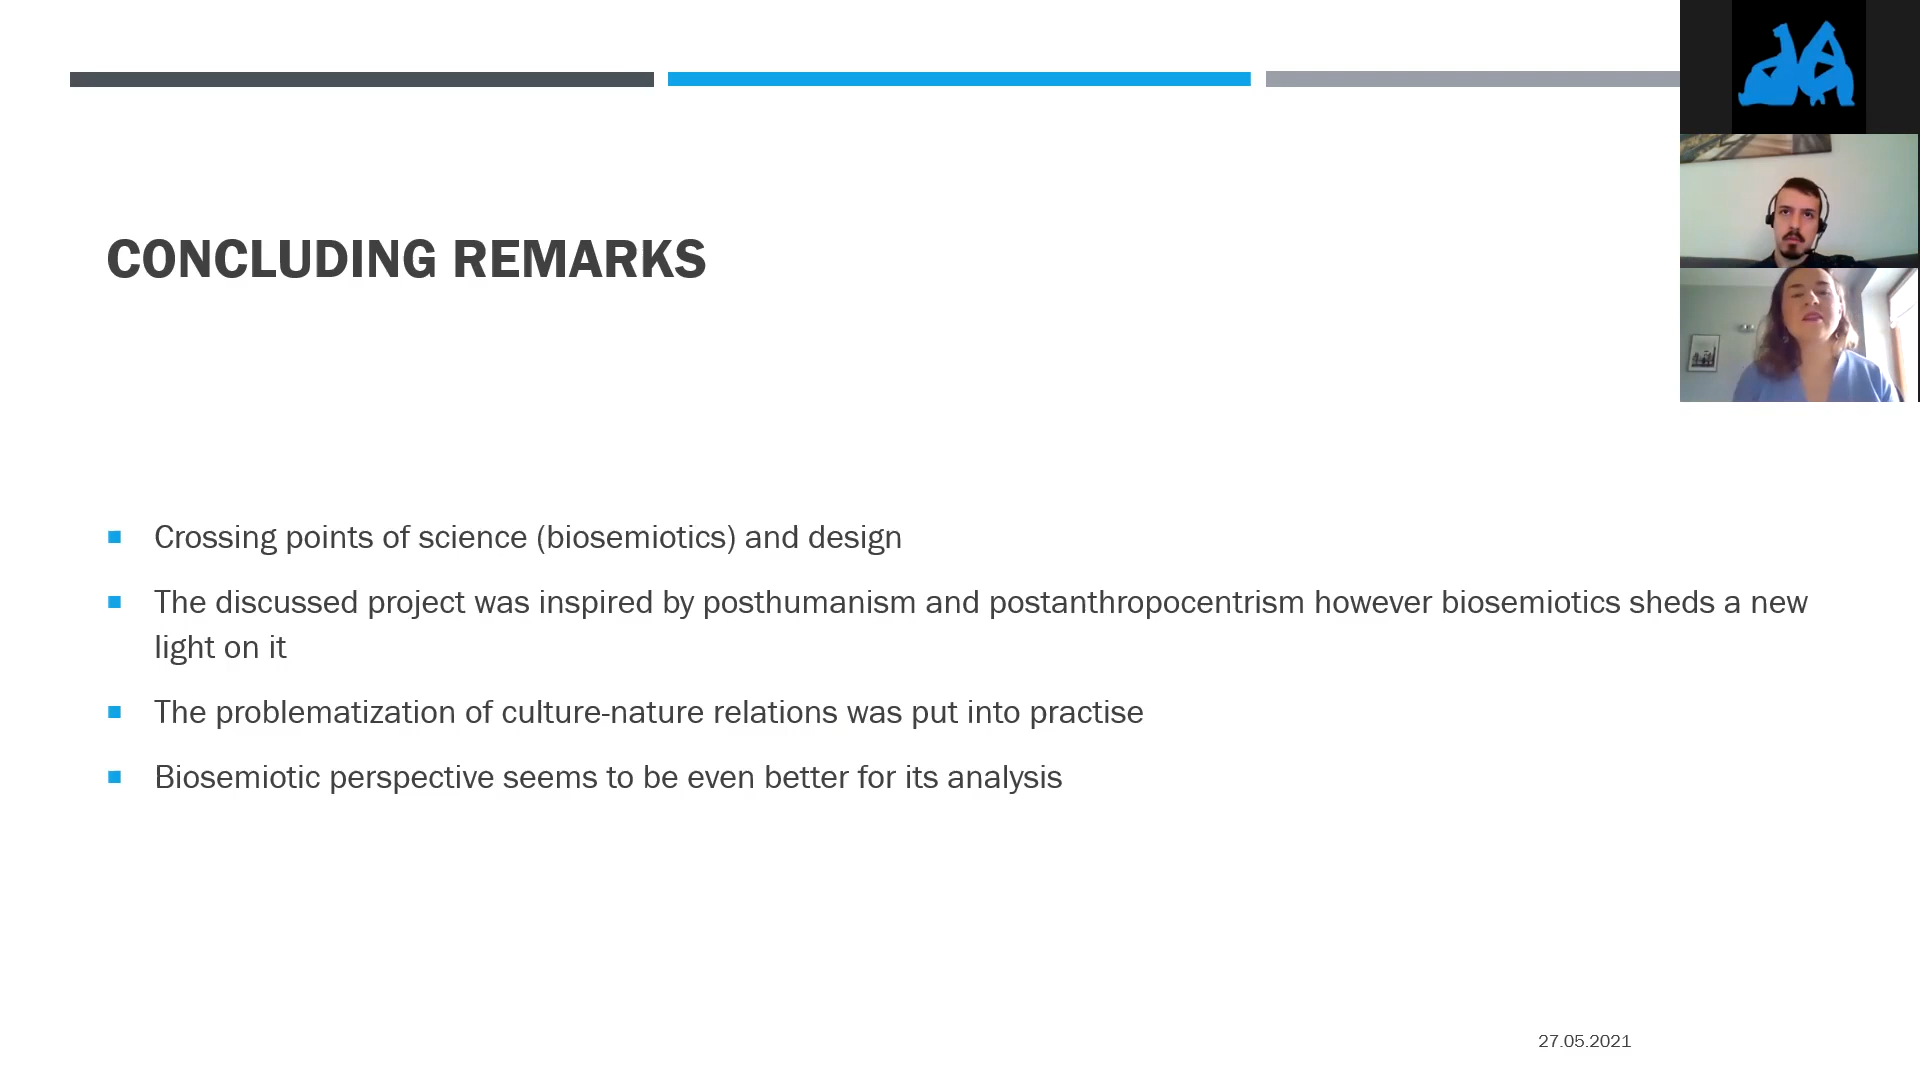 CONCLUDING REMARKS
Crossing points of science (biosemiotics) and design
The discussed project was inspired by posthumanism and postanthropocentrism however biosemiotics sheds a new
light on it
The problematization of culture-nature relations was put into practise
Biosemiotic perspective seems to be even better for its analysis
27.05.2021